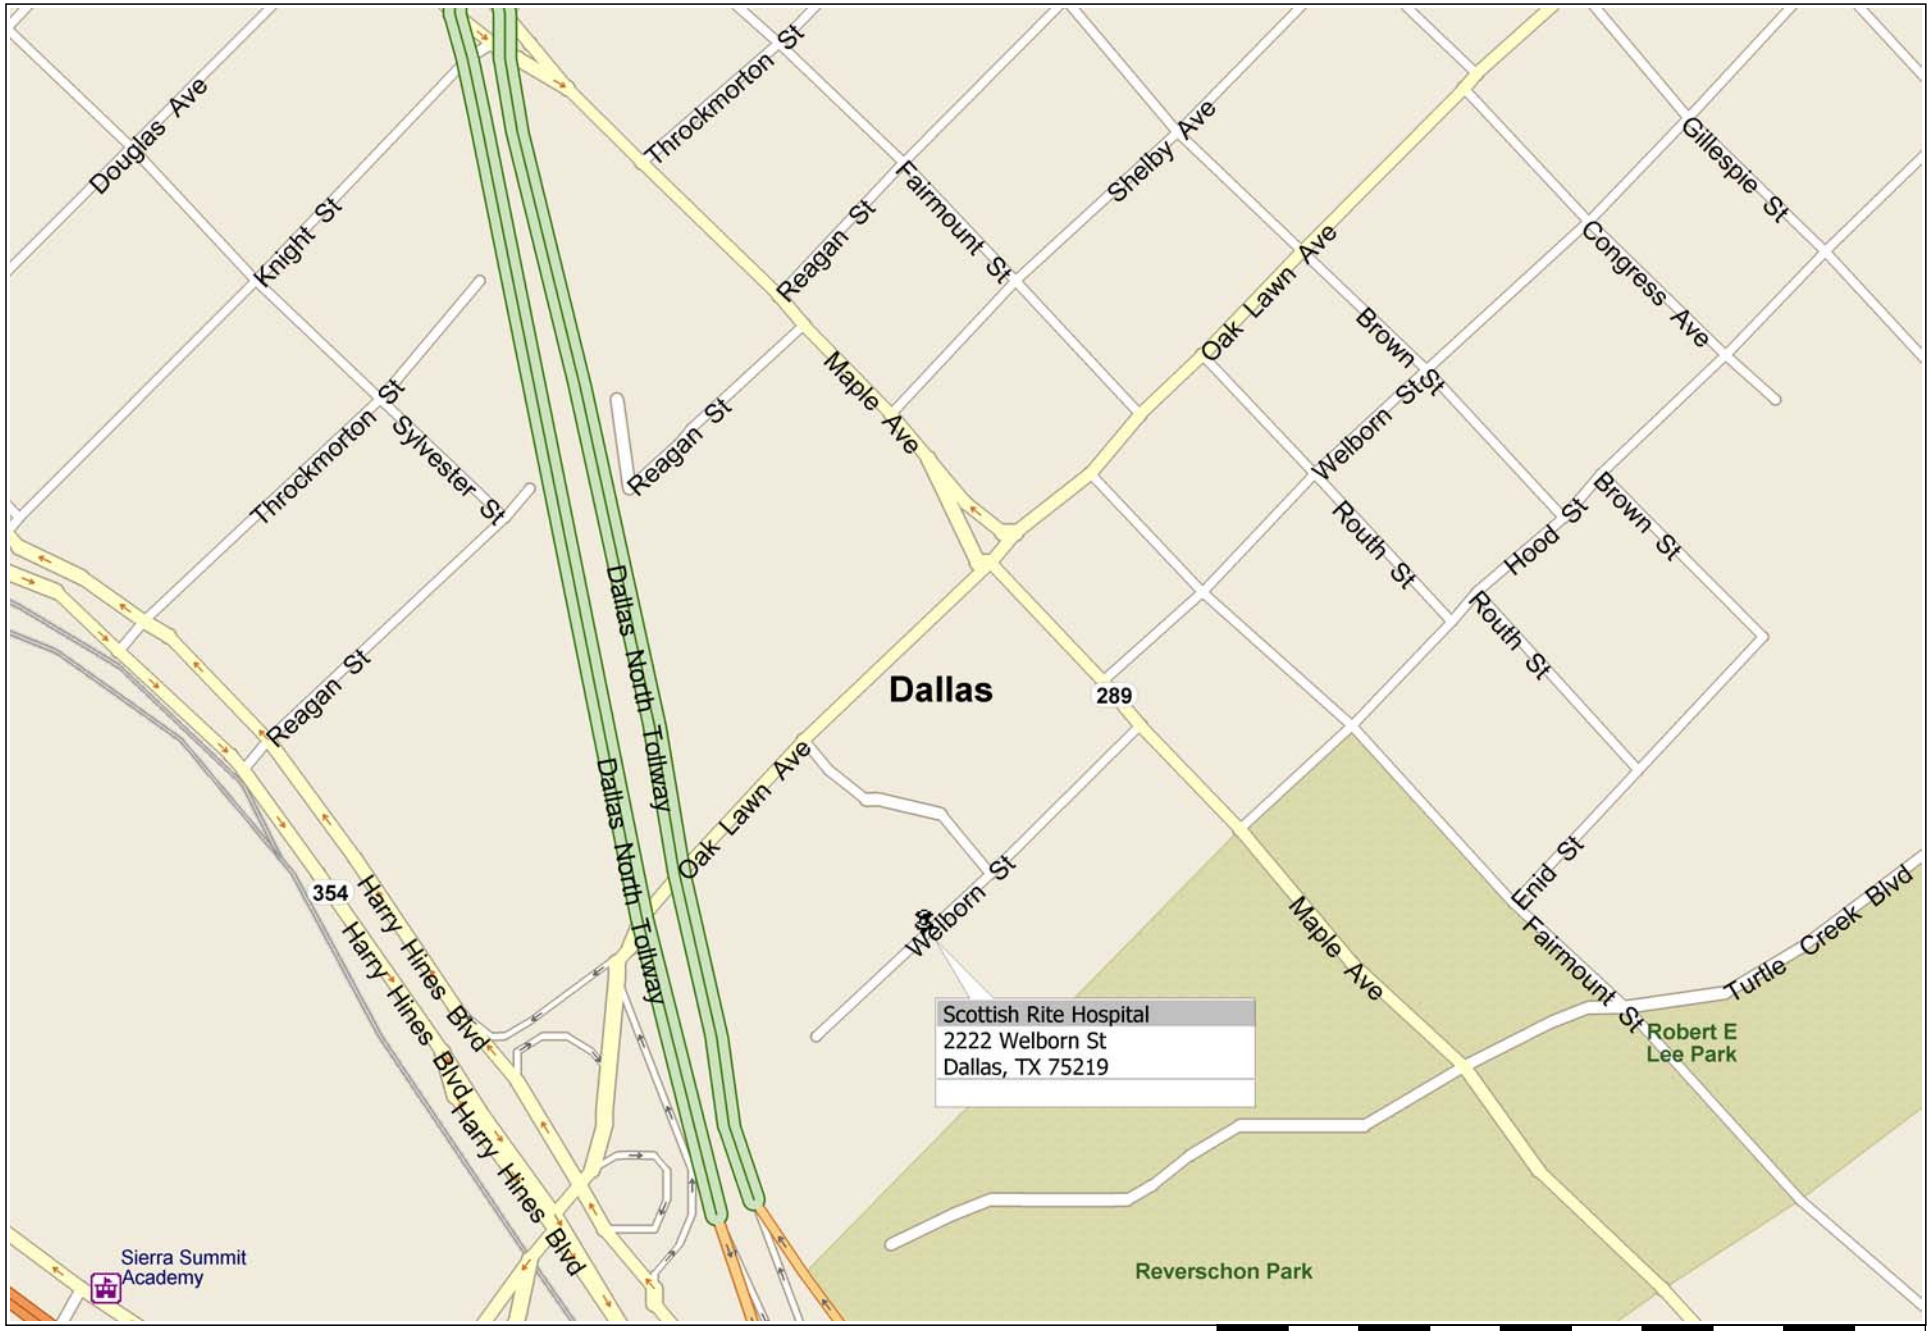 Douglas Ave
Knight St
Throckmorton St
Throckmorton St
Sylvester St
Reagan St
Reagan St
Reagan St
Fairmount St
Shelby Ave
Maple Ave
Oak Lawn Ave
Gillespie St
Congress Ave
Brown St
Welborn St
Routh St
Hood St
Brown St
Routh St
Dallas North Tollway
Dallas North Tollway
Dallas
289
Oak Lawn Ave
354
Harry Hines Blvd
Harry Hines Blvd
Harry Hines Blvd
Welborn St
Maple Ave
Enid St
Fairmount St
Turtle Creek Blvd
Scottish Rite Hospital
2222 Welborn St
Dallas, TX 75219
Robert E
Lee Park
Reverschon Park
Sierra Summit
Academy